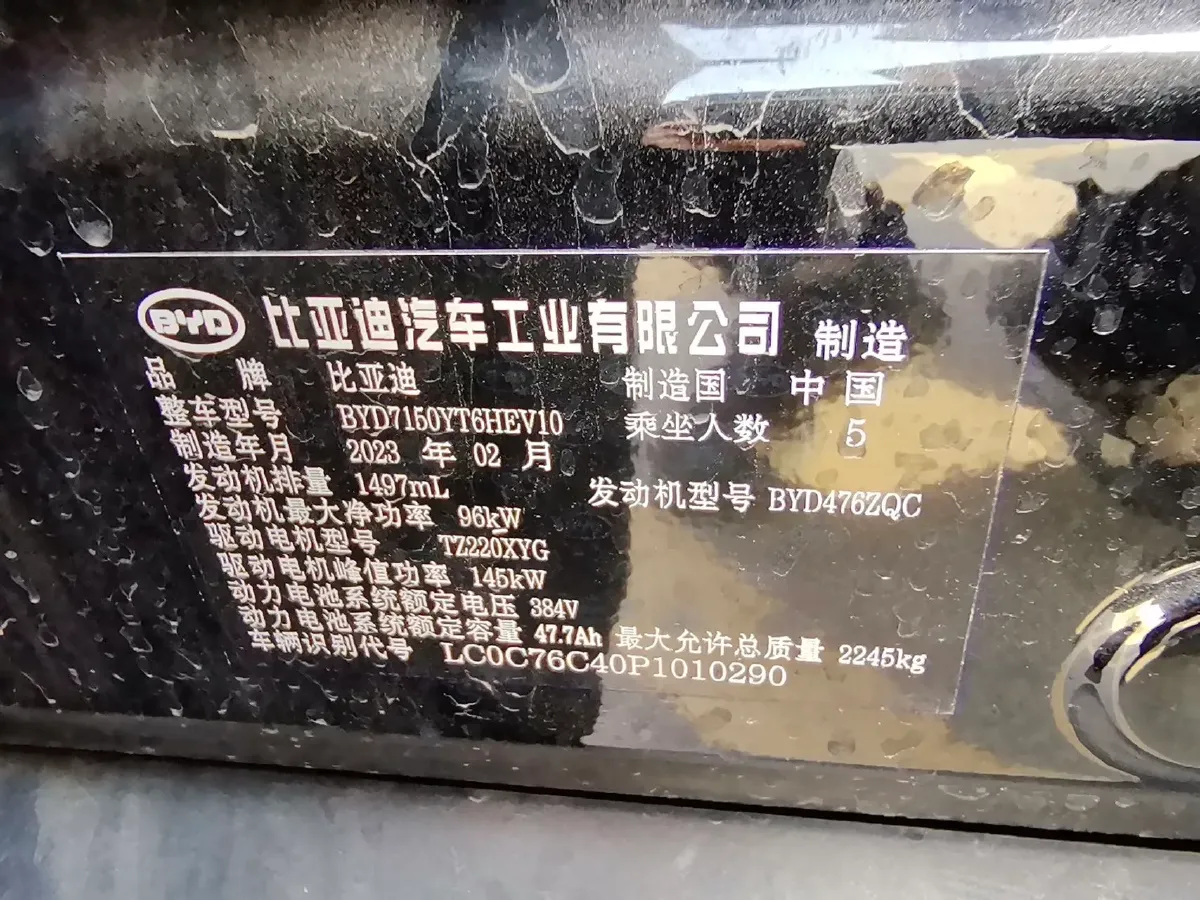 BYD 比亚迪汽车工业有限公司 制造
品 牌 比亚迪 制造国 中国
整车型号 BYD7150YT6HEV10 乘坐人数 5
制造年月 2023 年 02 月
发动机排量 1497mL 发动机型号 BYD476ZQC
发动机最大净功率 96kW
驱动电机型号 TZ220XYG
驱动电机峰值功率 145kW
动力电池系统额定电压 384V
动力电池系统额定容量 47.7Ah 最大允许总质量 2245kg
车辆识别代号 LC0C76C40P1010290